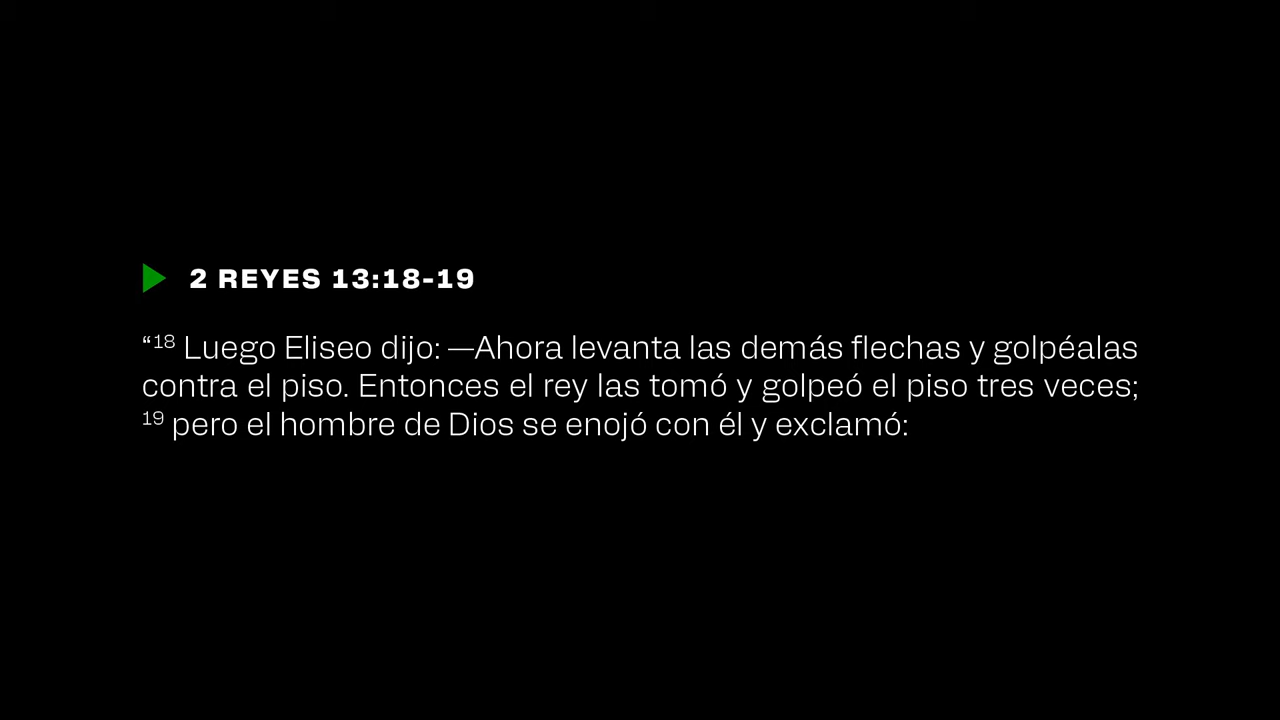 2 REYES 13:18-19
“18 Luego Eliseo dijo: —Ahora levanta las demás flechas y golpéalas
contra el piso. Entonces el rey las tomó y golpeó el piso tres veces;
19 pero el hombre de Dios se enojó con él y exclamó: